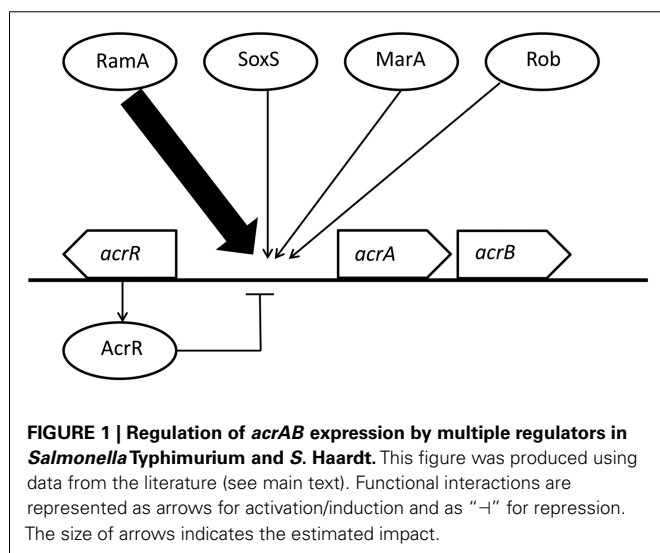 RamA SoxS MarA Rob
acrR acrA acrB
AcrR
FIGURE 1 | Regulation of acrAB expression by multiple regulators in
Salmonella Typhimurium and S. Haardt. This figure was produced using
data from the literature (see main text). Functional interactions are
represented as arrows for activation/induction and as “⊣” for repression.
The size of arrows indicates the estimated impact.